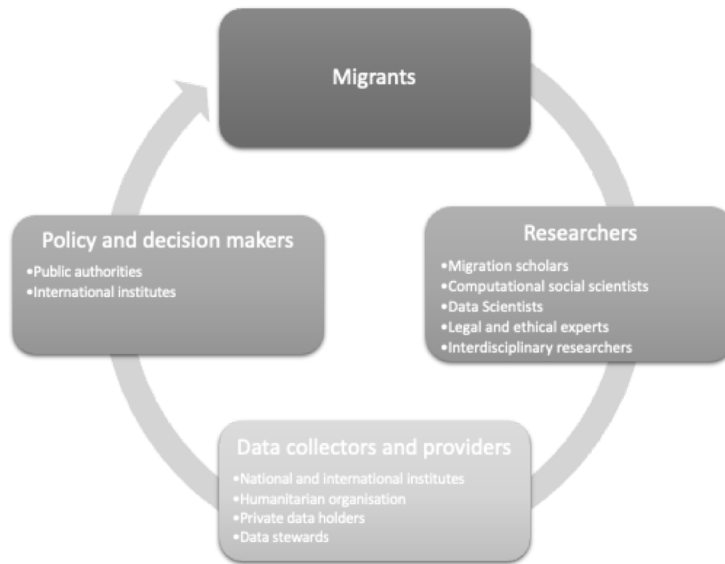 Migrants
Policy and decision makers
•Public authorities
•International institutes
Researchers
•Migration scholars
•Computational social scientists
•Data Scientists
•Legal and ethical experts
•Interdisciplinary researchers
Data collectors and providers
•National and international institutes
•Humanitarian organisation
•Private data holders
•Data stewards